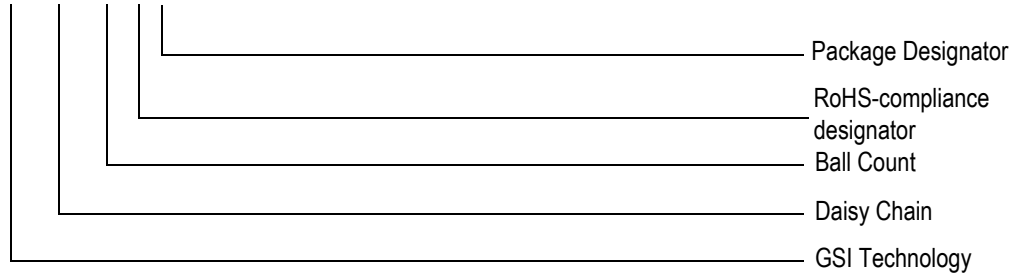 Package Designator
RoHS-compliance
designator
Ball Count
Daisy Chain
GSI Technology